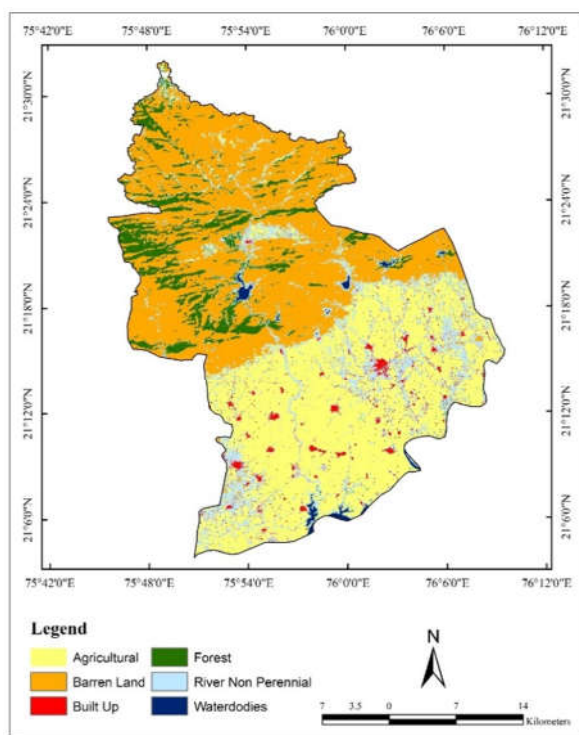 75°42'0"E 75°48'0"E 75°54'0"E 76°0'0"E 76°6'0"E 76°12'0"E
21°30'0"N 21°30'0"N
21°24'0"N 21°24'0"N
21°18'0"N 21°18'0"N
21°12'0"N 21°12'0"N
21°6'0"N 21°6'0"N
75°42'0"E 75°48'0"E 75°54'0"E 76°0'0"E 76°6'0"E 76°12'0"E
Legend
Agricultural Forest
Barren Land River Non Perennial
Built Up Waterdodies
N
7 3.5 0 7 14
Kilometers